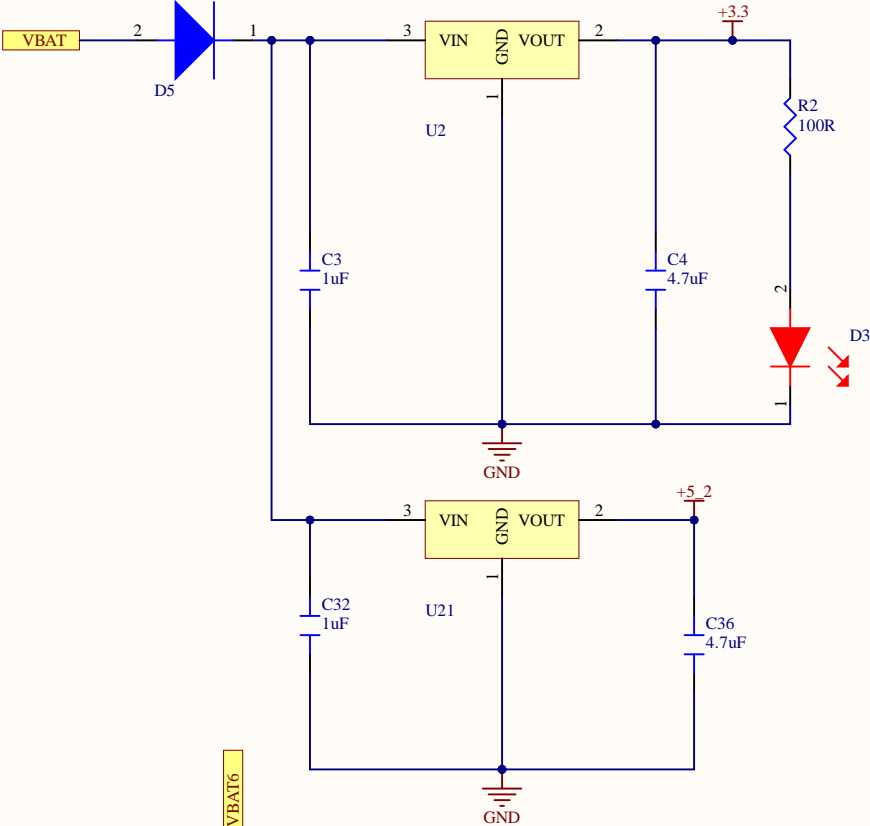 +3.3
VBAT
2
1
3
VIN
GND
VOUT
2
D5
1
U2
R2
100R
C3
1uF
C4
4.7uF
2
D3
1
GND
+5_2
3
VIN
GND
VOUT
2
1
C32
1uF
U21
C36
4.7uF
VBAT6
GND